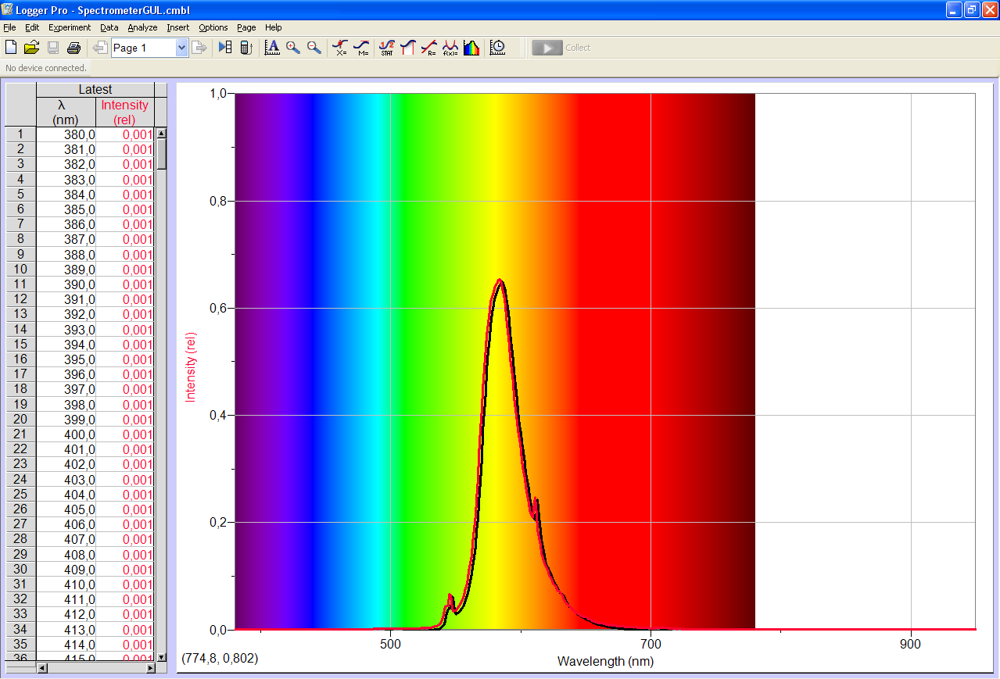 Logger Pro - SpectrometerGUL.cmbl
File Edit Experiment Data Analyze Insert Options Page Help
Page 1
X= M= STAT R= f(x)= Collect
No device connected.
Latest
λ Intensity
(nm) (rel)
1 380,0 0,001
2 381,0 0,001
3 382,0 0,001
4 383,0 0,001
5 384,0 0,001
6 385,0 0,001
7 386,0 0,001
8 387,0 0,001
9 388,0 0,001
10 389,0 0,001
11 390,0 0,001
12 391,0 0,001
13 392,0 0,001
14 393,0 0,001
15 394,0 0,001
16 395,0 0,001
17 396,0 0,001
18 397,0 0,001
19 398,0 0,001
20 399,0 0,001
21 400,0 0,001
22 401,0 0,001
23 402,0 0,001
24 403,0 0,001
25 404,0 0,001
26 405,0 0,001
27 406,0 0,001
28 407,0 0,001
29 408,0 0,001
30 409,0 0,001
31 410,0 0,001
32 411,0 0,001
33 412,0 0,001
34 413,0 0,001
35 414,0 0,001
36 415,0 0,001
1,0
0,8
0,6
0,4
0,2
0,0
Intensity (rel)
500 700 900
(774,8, 0,802)
Wavelength (nm)